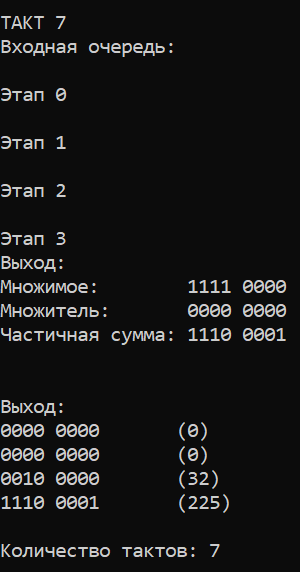 ТАКТ 7
Входная очередь:
Этап 0
Этап 1
Этап 2
Этап 3
Выход:
Множимое: 1111 0000
Множитель: 0000 0000
Частичная сумма: 1110 0001
Выход:
0000 0000 (0)
0000 0000 (0)
0010 0000 (32)
1110 0001 (225)
Количество тактов: 7